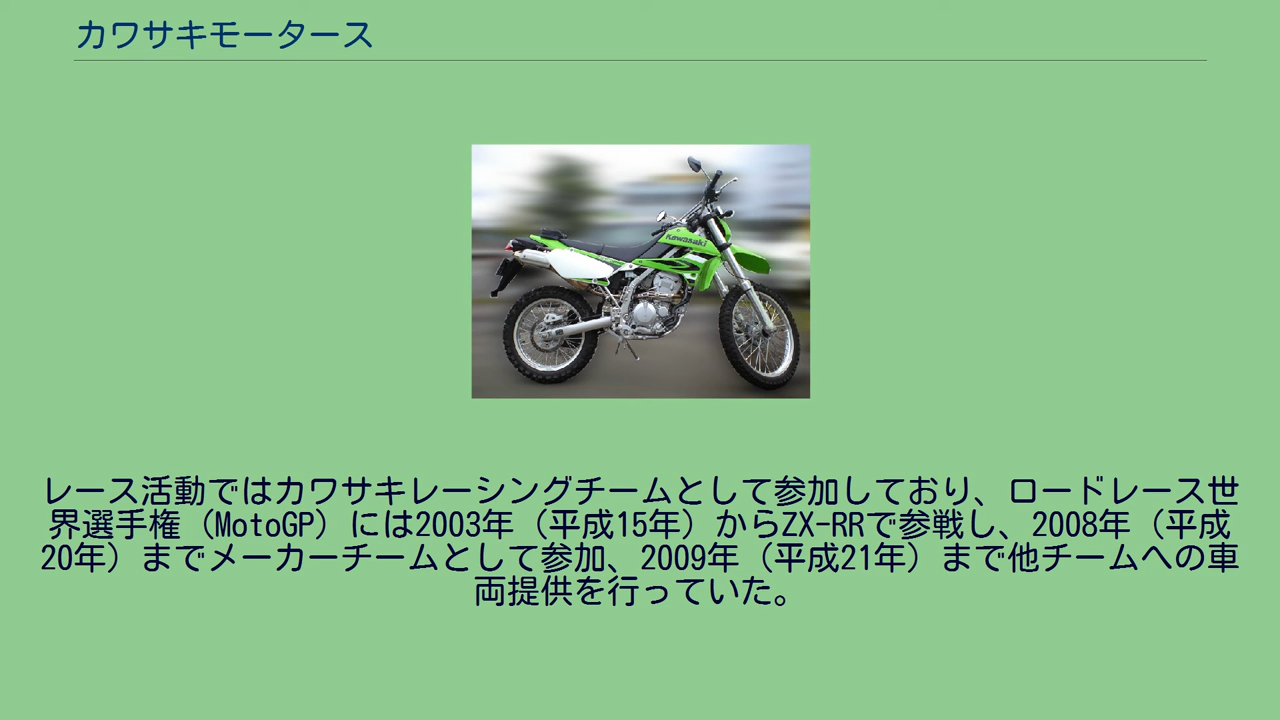 カワサキモータース
Kawasaki
レース活動ではカワサキレーシングチームとして参加しており、ロードレース世
界選手権（MotoGP）には2003年（平成15年）からZX-RRで参戦し、2008年（平成
20年）までメーカーチームとして参加、2009年（平成21年）まで他チームへの車
両提供を行っていた。